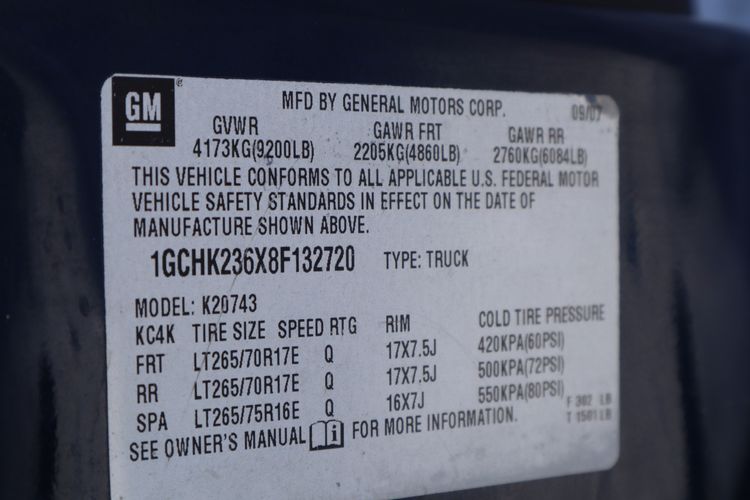 GM ®
MFD BY GENERAL MOTORS CORP. 09/07
GVWR GAWR FRT GAWR RR
4173KG(9200LB) 2205KG(4860LB) 2760KG(6084LB)
THIS VEHICLE CONFORMS TO ALL APPLICABLE U.S. FEDERAL MOTOR
VEHICLE SAFETY STANDARDS IN EFFECT ON THE DATE OF
MANUFACTURE SHOWN ABOVE.
1GCHK236X8F132720 TYPE: TRUCK
MODEL: K20743
KC4K TIRE SIZE SPEED RTG RIM COLD TIRE PRESSURE
FRT LT265/70R17E Q 17X7.5J 420KPA(60PSI)
RR LT265/70R17E Q 17X7.5J 500KPA(72PSI)
SPA LT265/75R16E Q 16X7J 550KPA(80PSI)
F 302 LB
T 1501 LB
SEE OWNER'S MANUAL i FOR MORE INFORMATION.